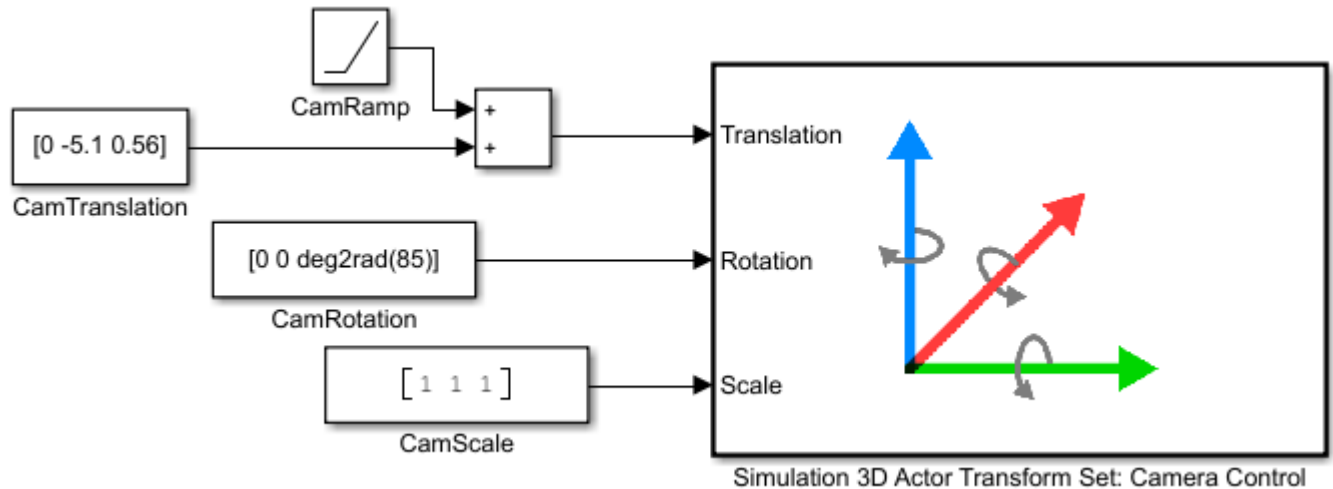 CamRamp
+
+
[0 -5.1 0.56]
CamTranslation
Translation
[0 0 deg2rad(85)]
CamRotation
Rotation
[1 1 1]
CamScale
Scale
Simulation 3D Actor Transform Set: Camera Control